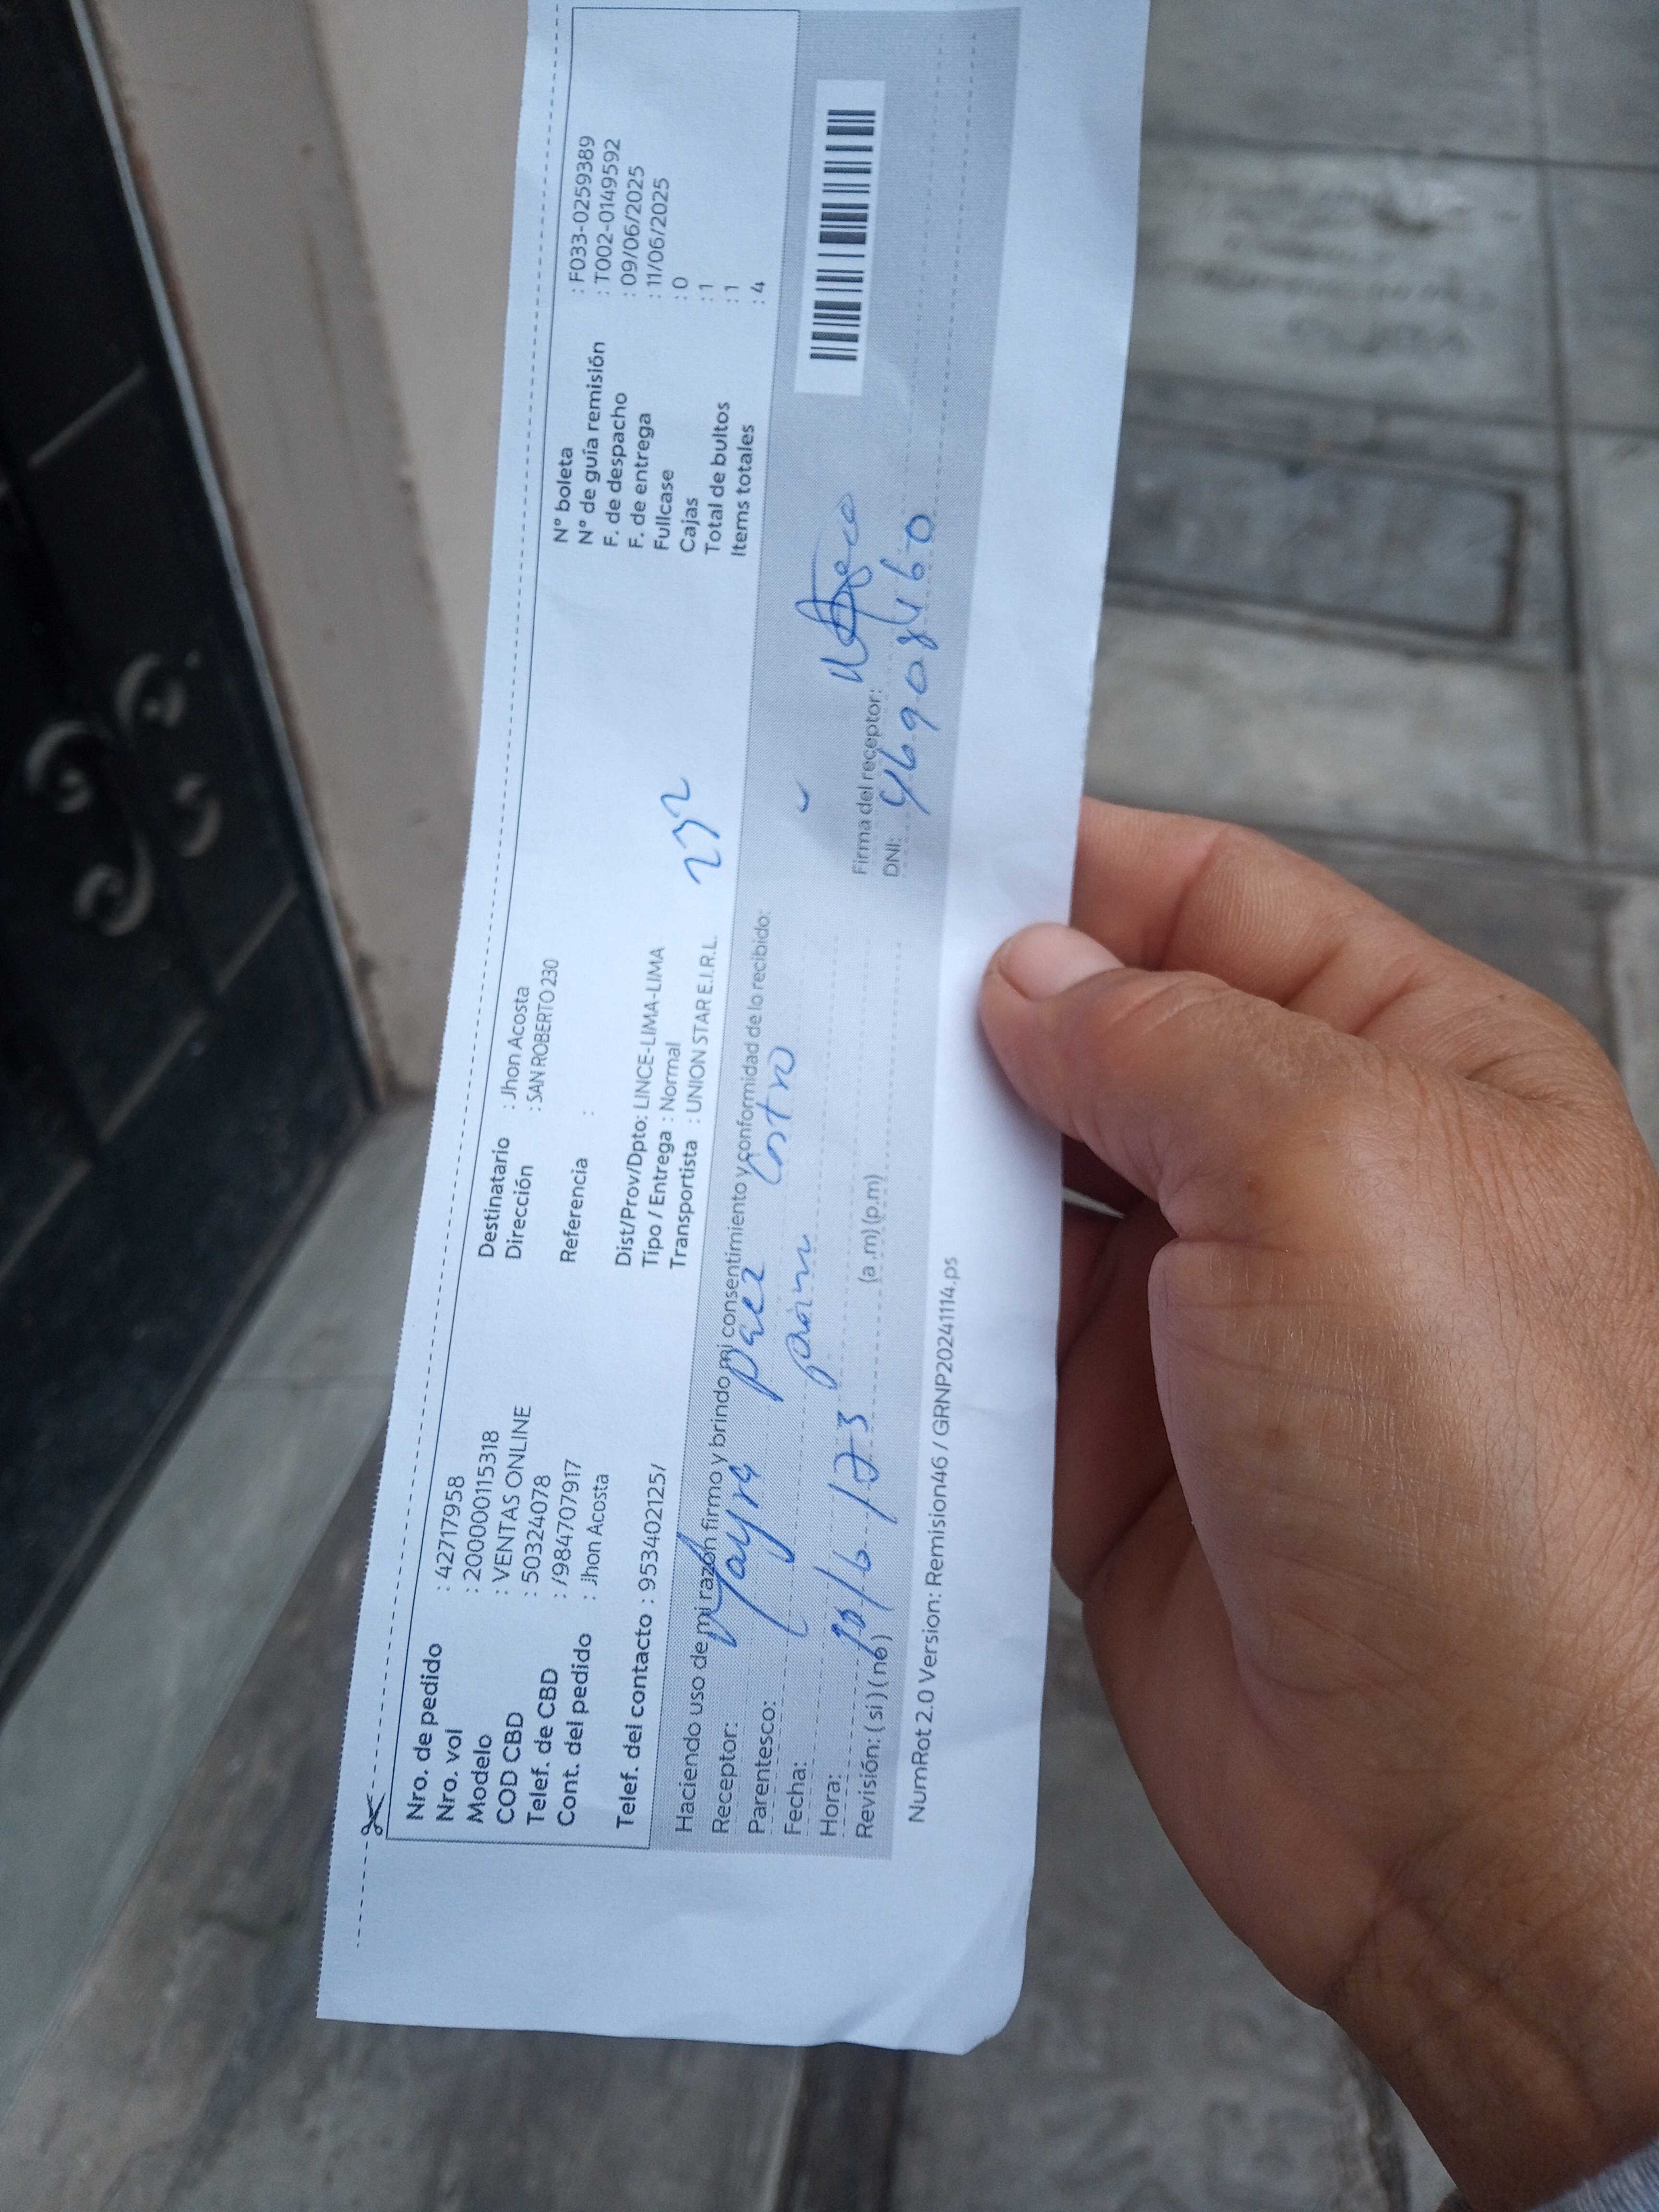 Nro. de pedido : 42717958
Nro. vol : 200000115318
Modelo : VENTAS ONLINE
COD CBD : 50324078
Telef. de CBD : /984707917
Cont. del pedido : Jhon Acosta
Telef. del contacto : 953402125/
Destinatario : Jhon Acosta
Dirección : SAN ROBERTO 230
Referencia :
Dist/Prov/Dpto: LINCE-LIMA-LIMA
Tipo / Entrega : Normal
Transportista : UNION STAR E.I.R.L.
232
N° boleta : F033-0259389
N° de guía remisión : T002-0149592
F. de despacho : 09/06/2025
F. de entrega : 11/06/2025
Fullcase : 0
Cajas : 1
Total de bultos : 1
Items totales : 4
Haciendo uso de mi razón firmo y brindo mi consentimiento y conformidad de lo recibido:
Receptor: Mayra Paez Castro
Parentesco:
Fecha:
Hora: (a.m)(p.m)
Revisión: ( si ) ( no )
Firma del receptor:
DNI: 46908460
NumRot 2.0 Version: Remision46 / GRNP20241114.ps